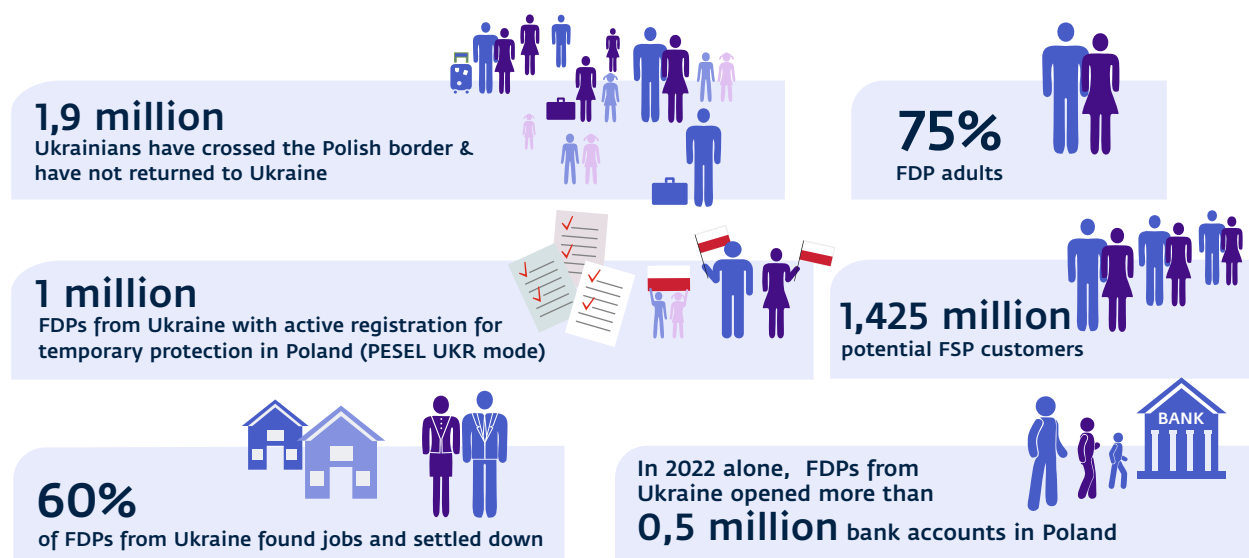 1,9 million
Ukrainians have crossed the Polish border &
have not returned to Ukraine
75%
FDP adults
1 million
FDPs from Ukraine with active registration for
temporary protection in Poland (PESEL UKR mode)
1,425 million
potential FSP customers
60%
of FDPs from Ukraine found jobs and settled down
BANK
In 2022 alone, FDPs from
Ukraine opened more than
0,5 million bank accounts in Poland